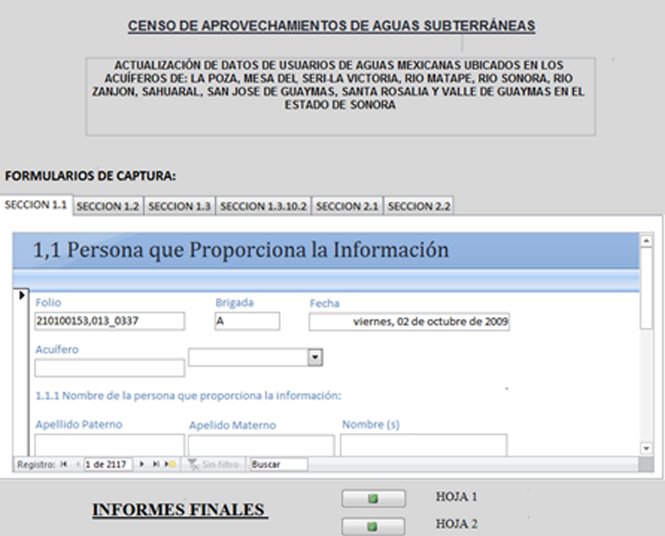 CENSO DE APROVECHAMIENTOS DE AGUAS SUBTERRÁNEAS
ACTUALIZACIÓN DE DATOS DE USUARIOS DE AGUAS MEXICANAS UBICADOS EN LOS
ACUÍFEROS DE: LA POZA, MESA DEL SERI-LA VICTORIA, RIO MATAPE, RIO SONORA, RIO
ZANJON, SAHUARAL, SAN JOSE DE GUAYMAS, SANTA ROSALIA Y VALLE DE GUAYMAS EN EL
ESTADO DE SONORA
FORMULARIOS DE CAPTURA:
SECCION 1.1 SECCION 1.2 SECCION 1.3 SECCION 1.3.10.2 SECCION 2.1 SECCION 2.2
1,1 Persona que Proporciona la Información
Folio Brigada Fecha
210100153,013_0337 A viernes, 02 de octubre de 2009
Acuífero
1.1.1 Nombre de la persona que proporciona la información:
Apellido Paterno Apelido Materno Nombre (s)
Registro: 1 de 2117 Sin filtro Buscar
INFORMES FINALES
HOJA 1
HOJA 2